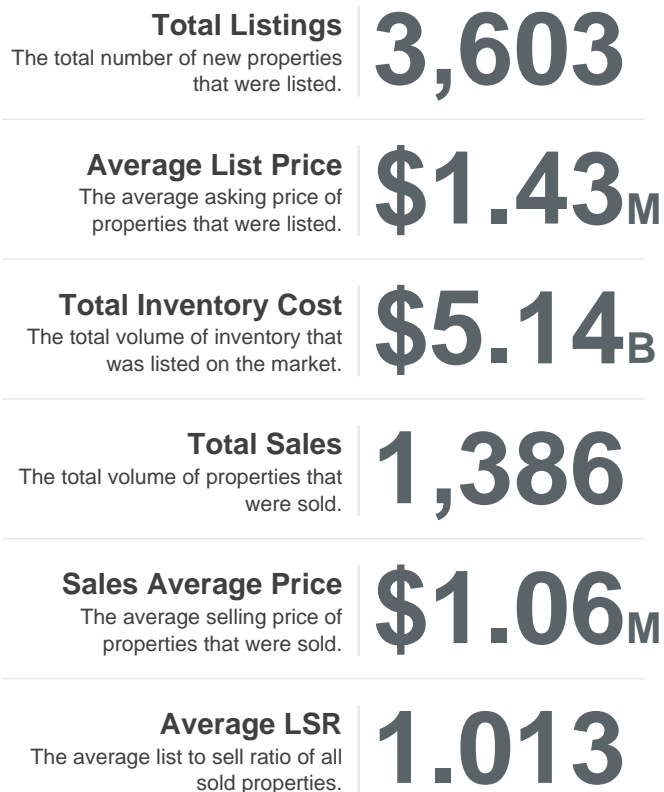 Total Listings
The total number of new properties
that were listed.
3,603
Average List Price
The average asking price of
properties that were listed.
$1.43M
Total Inventory Cost
The total volume of inventory that
was listed on the market.
$5.14B
Total Sales
The total volume of properties that
were sold.
1,386
Sales Average Price
The average selling price of
properties that were sold.
$1.06M
Average LSR
The average list to sell ratio of all
sold properties.
1.013